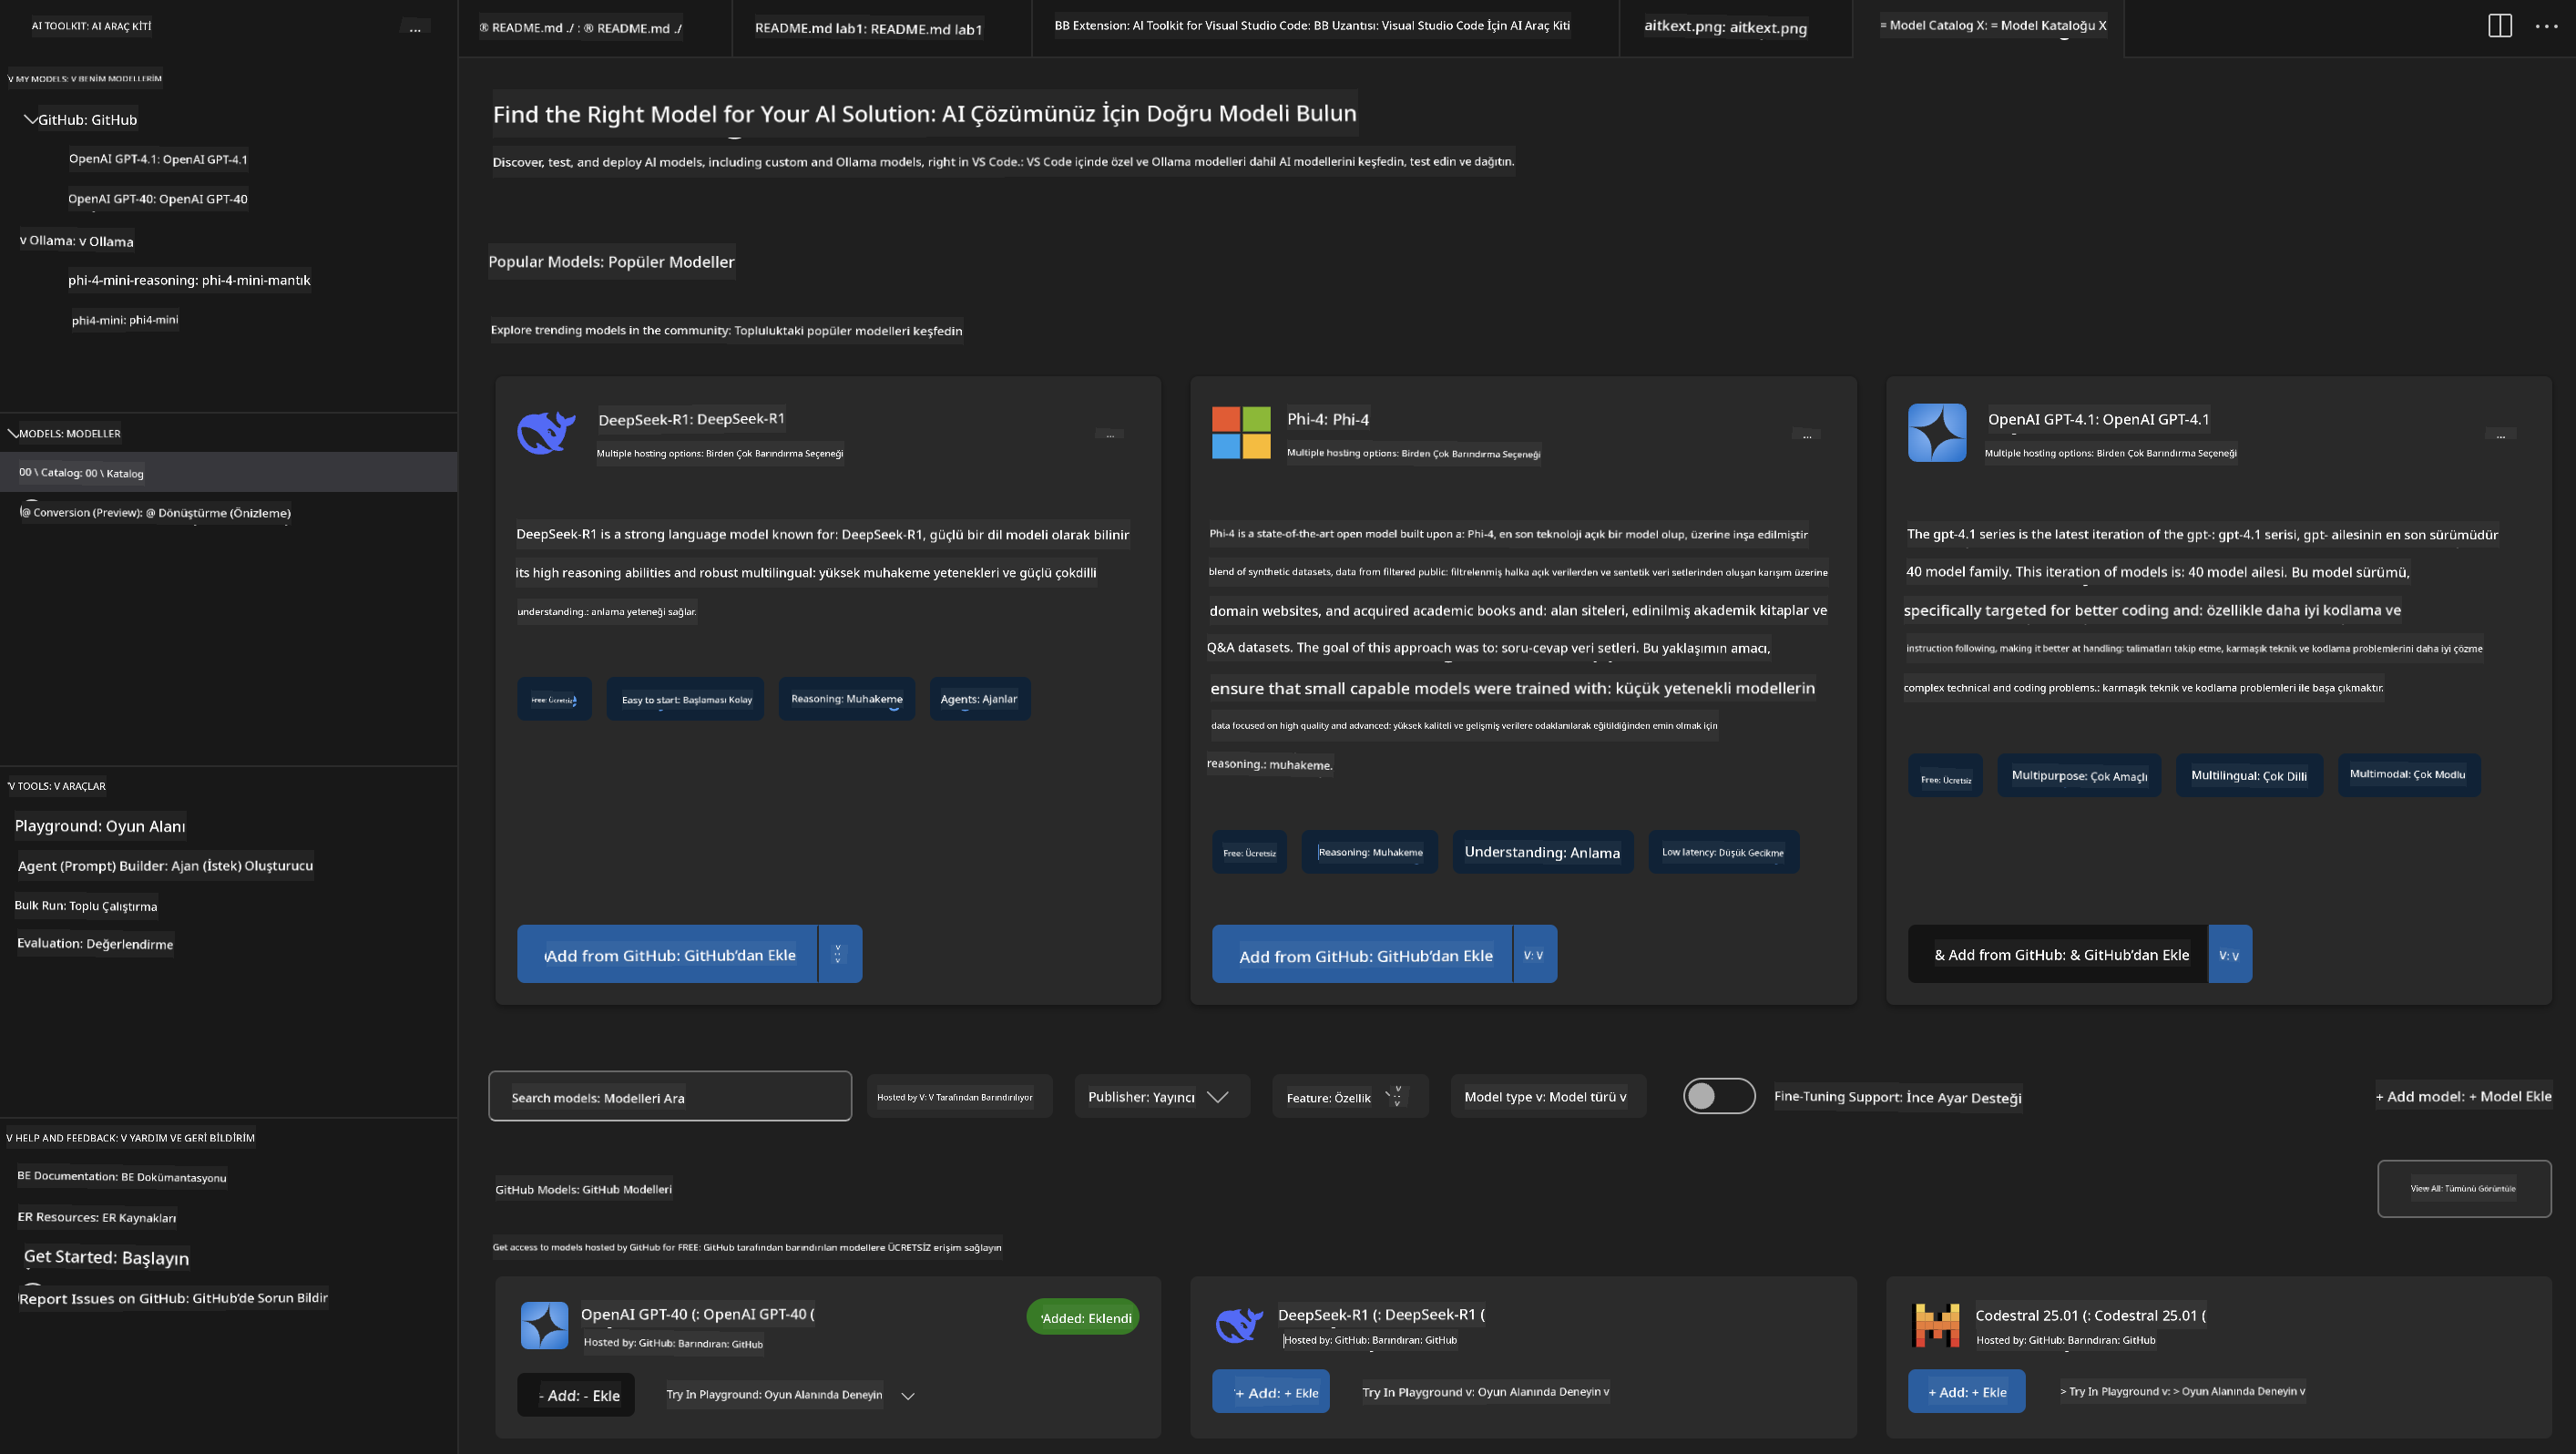 AI TOOLKIT: AI ARAÇ KİTİ
...
® README.md ./ : ® README.md ./
README.md lab1: README.md lab1
BB Extension: AI Toolkit for Visual Studio Code: BB Uzantısı: Visual Studio Code İçin AI Araç Kiti
aitkext.png: aitkext.png
= Model Catalog X: = Model Kataloğu X
V MY MODELS: V BENİM MODELLERİM
GitHub: GitHub
OpenAI GPT-4.1: OpenAI GPT-4.1
OpenAI GPT-40: OpenAI GPT-40
v Ollama: v Ollama
phi-4-mini-reasoning: phi-4-mini-mantık
phi4-mini: phi4-mini
MODELS: MODELLER
00 \ Catalog: 00 \ Katalog
@ Conversion (Preview): @ Dönüştürme (Önizleme)
V TOOLS: V ARAÇLAR
Playground: Oyun Alanı
Agent (Prompt) Builder: Ajan (İstek) Oluşturucu
Bulk Run: Toplu Çalıştırma
Evaluation: Değerlendirme
V HELP AND FEEDBACK: V YARDIM VE GERİ BİLDİRİM
BE Documentation: BE Dokümantasyonu
ER Resources: ER Kaynakları
Get Started: Başlayın
Report Issues on GitHub: GitHub'de Sorun Bildir
Find the Right Model for Your Al Solution: AI Çözümünüz İçin Doğru Modeli Bulun
Discover, test, and deploy Al models, including custom and Ollama models, right in VS Code.: VS Code içinde özel ve Ollama modelleri dahil AI modellerini keşfedin, test edin ve dağıtın.
Popular Models: Popüler Modeller
Explore trending models in the community: Topluluktaki popüler modelleri keşfedin
DeepSeek-R1: DeepSeek-R1
...
Multiple hosting options: Birden Çok Barındırma Seçeneği
DeepSeek-R1 is a strong language model known for: DeepSeek-R1, güçlü bir dil modeli olarak bilinir
its high reasoning abilities and robust multilingual: yüksek muhakeme yetenekleri ve güçlü çokdilli
understanding.: anlama yeteneği sağlar.
Free: Ücretsiz
Easy to start: Başlaması Kolay
Reasoning: Muhakeme
Agents: Ajanlar
Add from GitHub: GitHub'dan Ekle
v: v
Phi-4: Phi-4
...
Multiple hosting options: Birden Çok Barındırma Seçeneği
Phi-4 is a state-of-the-art open model built upon a: Phi-4, en son teknoloji açık bir model olup, üzerine inşa edilmiştir
blend of synthetic datasets, data from filtered public: filtrelenmiş halka açık verilerden ve sentetik veri setlerinden oluşan karışım üzerine
domain websites, and acquired academic books and: alan siteleri, edinilmiş akademik kitaplar ve
Q&A datasets. The goal of this approach was to: soru-cevap veri setleri. Bu yaklaşımın amacı,
ensure that small capable models were trained with: küçük yetenekli modellerin
data focused on high quality and advanced: yüksek kaliteli ve gelişmiş verilere odaklanılarak eğitildiğinden emin olmak için
reasoning.: muhakeme.
Free: Ücretsiz
Reasoning: Muhakeme
Understanding: Anlama
Low latency: Düşük Gecikme
Add from GitHub: GitHub'dan Ekle
V: V
OpenAI GPT-4.1: OpenAI GPT-4.1
...
Multiple hosting options: Birden Çok Barındırma Seçeneği
The gpt-4.1 series is the latest iteration of the gpt-: gpt-4.1 serisi, gpt- ailesinin en son sürümüdür
40 model family. This iteration of models is: 40 model ailesi. Bu model sürümü,
specifically targeted for better coding and: özellikle daha iyi kodlama ve
instruction following, making it better at handling: talimatları takip etme, karmaşık teknik ve kodlama problemlerini daha iyi çözme
complex technical and coding problems.: karmaşık teknik ve kodlama problemleri ile başa çıkmaktır.
Free: Ücretsiz
Multipurpose: Çok Amaçlı
Multilingual: Çok Dilli
Multimodal: Çok Modlu
& Add from GitHub: & GitHub'dan Ekle
V: V
Search models: Modelleri Ara
Hosted by V: V Tarafından Barındırılıyor
Publisher: Yayıncı
Feature: Özellik
v: v
Model type v: Model türü v
Fine-Tuning Support: İnce Ayar Desteği
+ Add model: + Model Ekle
GitHub Models: GitHub Modelleri
View All: Tümünü Görüntüle
Get access to models hosted by GitHub for FREE: GitHub tarafından barındırılan modellere ÜCRETSİZ erişim sağlayın
OpenAI GPT-40 (: OpenAI GPT-40 (
Added: Eklendi
Hosted by: GitHub: Barındıran: GitHub
- Add: - Ekle
Try In Playground: Oyun Alanında Deneyin
DeepSeek-R1 (: DeepSeek-R1 (
Hosted by: GitHub: Barındıran: GitHub
+ Add: + Ekle
Try In Playground v: Oyun Alanında Deneyin v
Codestral 25.01 (: Codestral 25.01 (
Hosted by: GitHub: Barındıran: GitHub
+ Add: + Ekle
> Try In Playground v: > Oyun Alanında Deneyin v